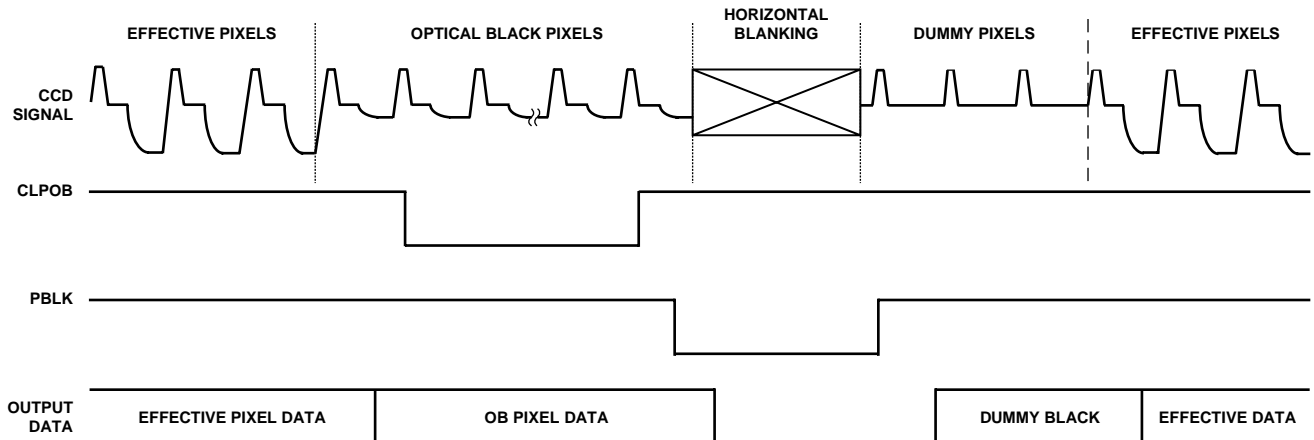 EFFECTIVE PIXELS
OPTICAL BLACK PIXELS
HORIZONTAL
BLANKING
DUMMY PIXELS
EFFECTIVE PIXELS
CCD
SIGNAL
CLPOB
PBLK
OUTPUT
DATA
EFFECTIVE PIXEL DATA
OB PIXEL DATA
DUMMY BLACK
EFFECTIVE DATA